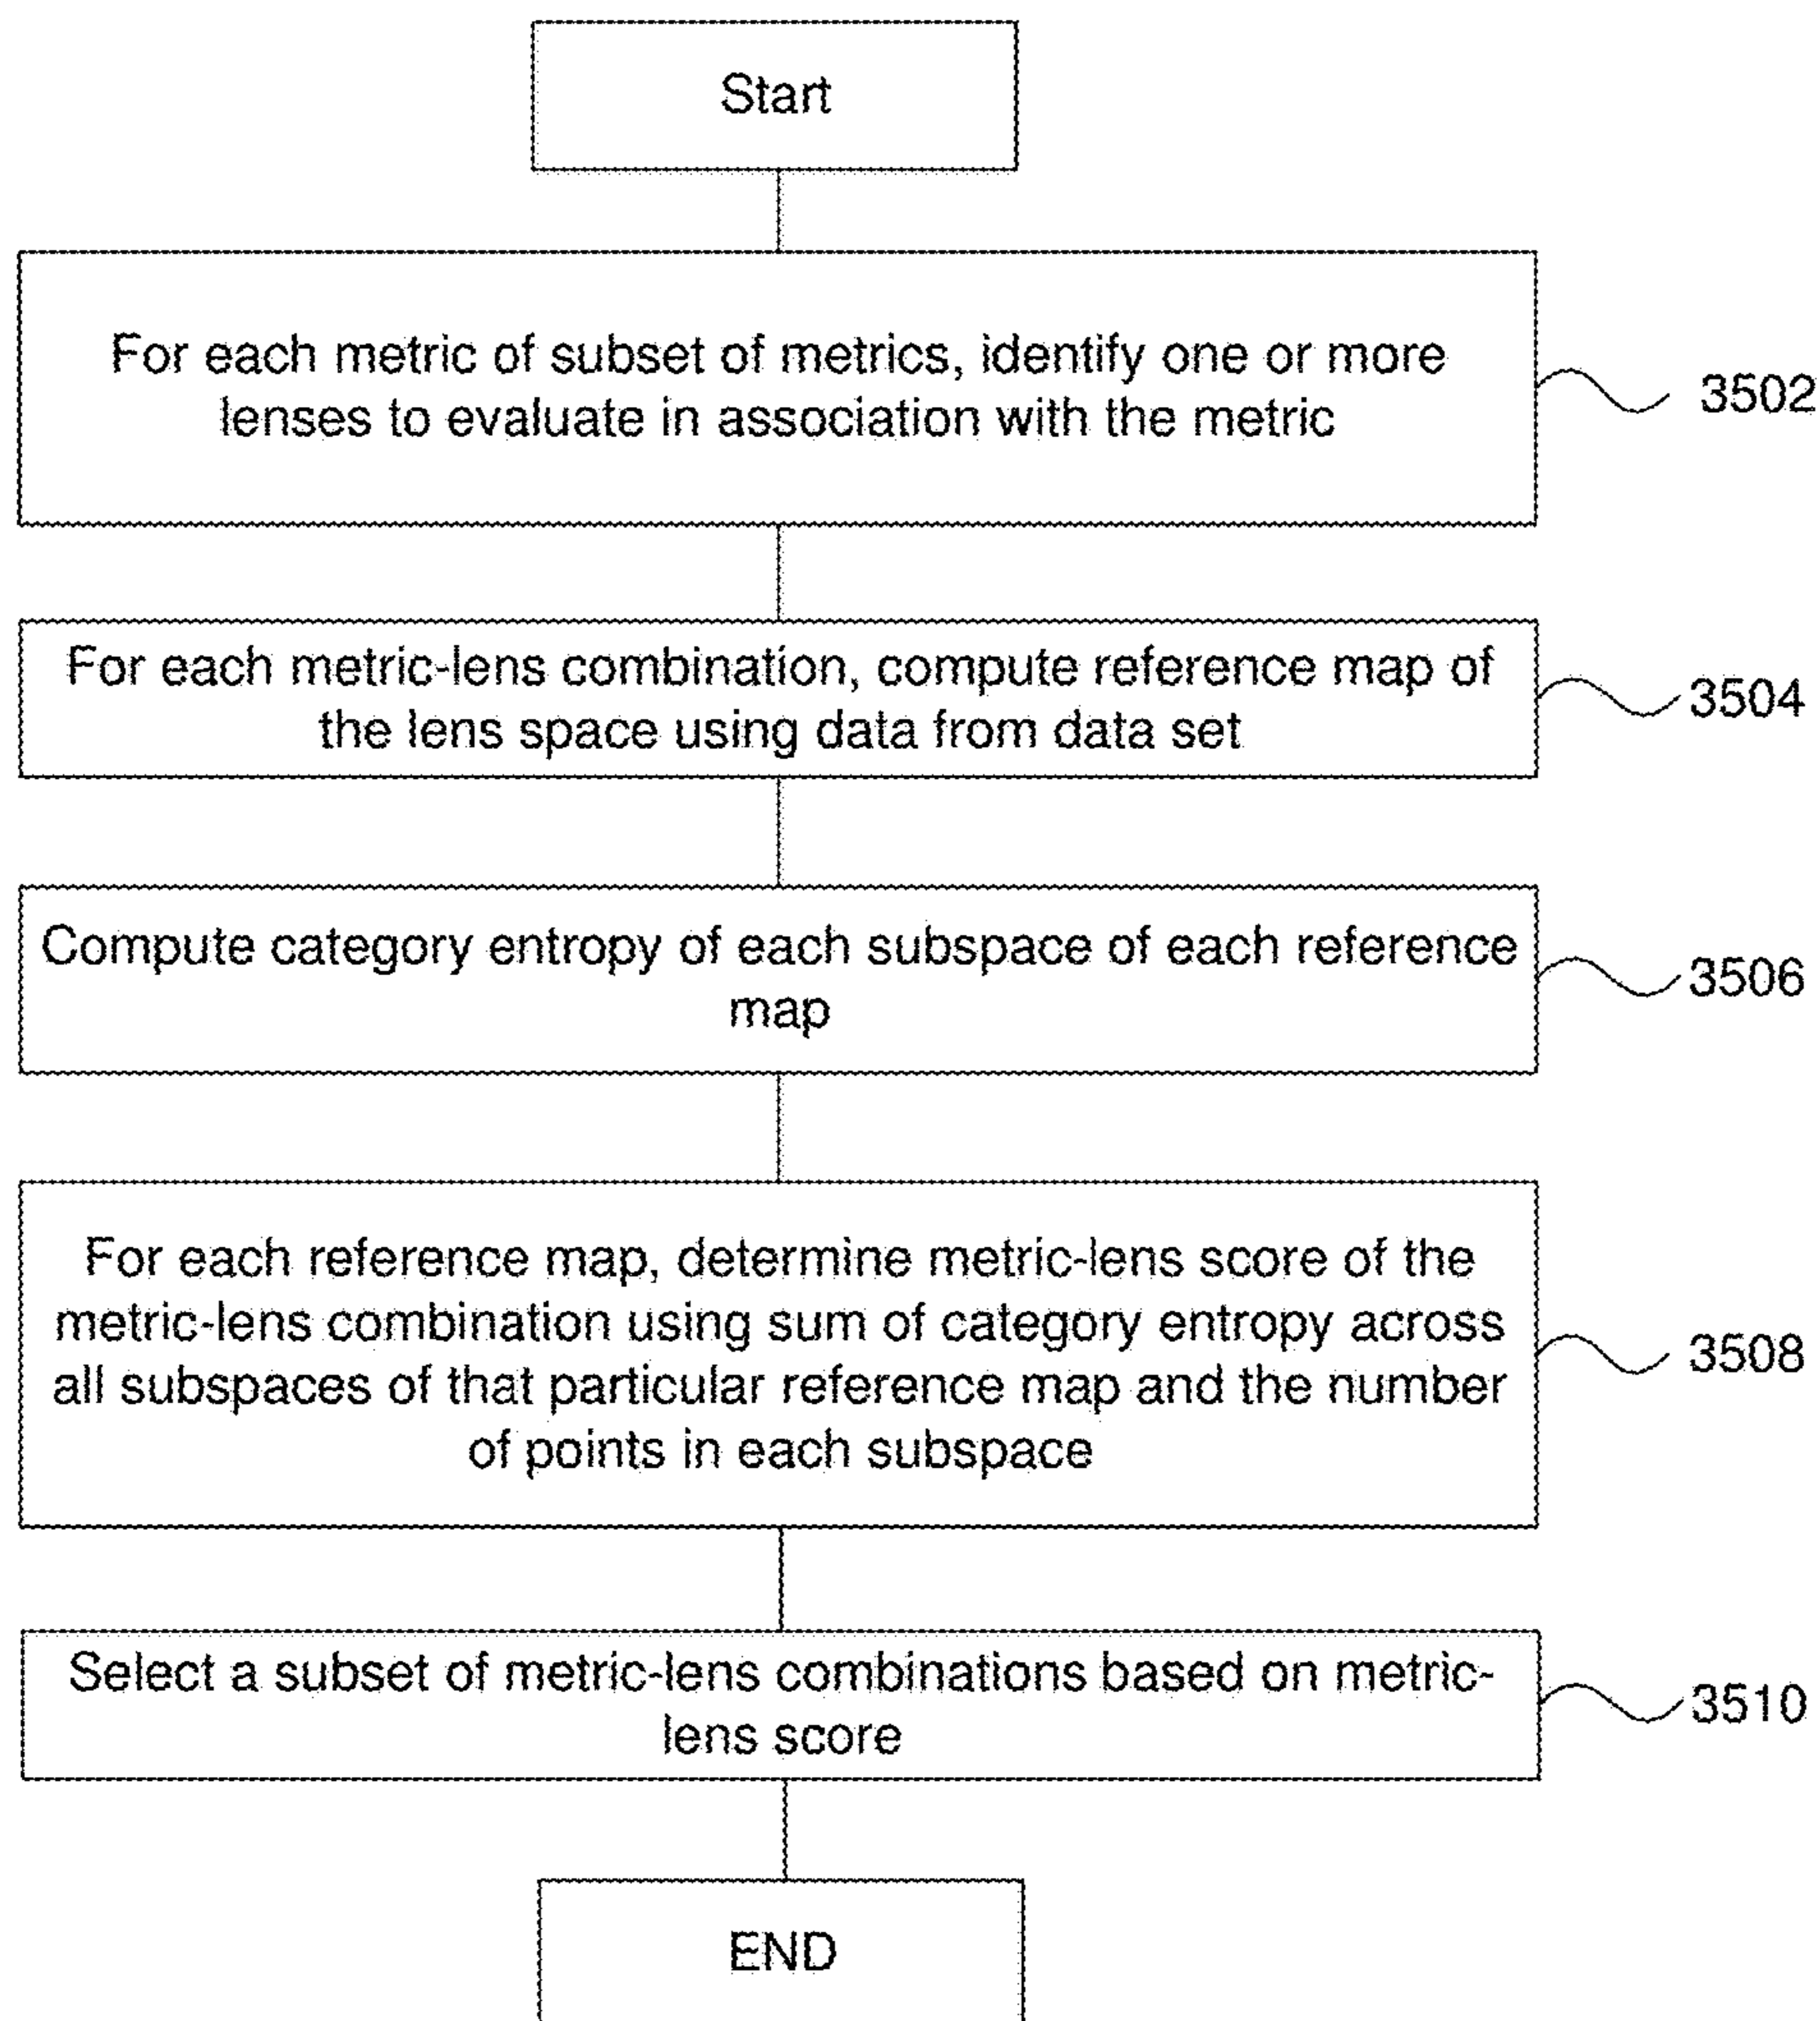 Start
For each metric of subset of metrics, identify one or more
lenses to evaluate in association with the metric
3502
For each metric-lens combination, compute reference map of
the lens space using data from data set
3504
Compute category entropy of each subspace of each reference
map
3506
For each reference map, determine metric-lens score of the
metric-lens combination using sum of category entropy across
all subspaces of that particular reference map and the number
of points in each subspace
3508
Select a subset of metric-lens combinations based on metric-
lens score
3510
END